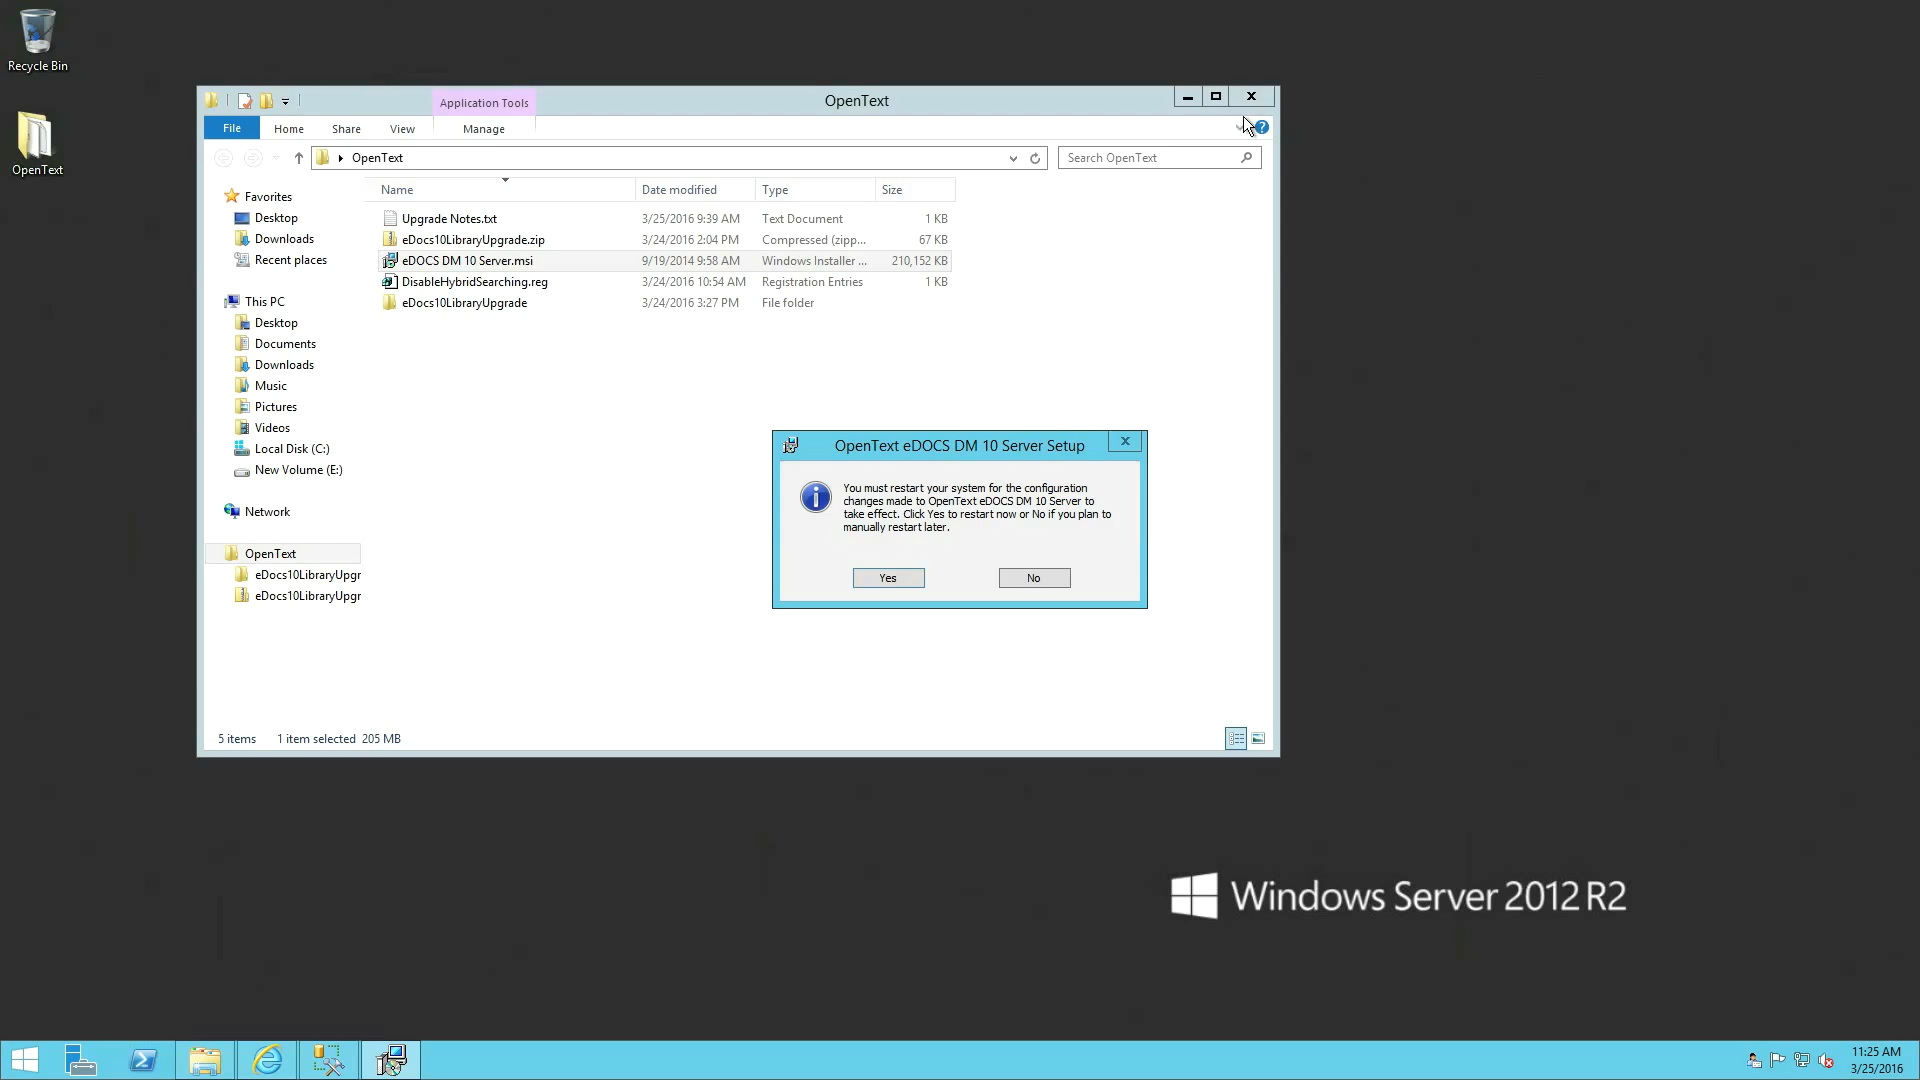 Recycle Bin
OpenText
Application Tools
OpenText
File
Home
Share
View
Manage
OpenText
Search OpenText
Name
Date modified
Type
Size
Upgrade Notes.txt
3/25/2016 9:39 AM
Text Document
1 KB
eDocs10LibraryUpgrade.zip
3/24/2016 2:04 PM
Compressed (zipp...
67 KB
eDOCS DM 10 Server.msi
9/19/2014 9:58 AM
Windows Installer ...
210,152 KB
DisableHybridSearching.reg
3/24/2016 10:54 AM
Registration Entries
1 KB
eDocs10LibraryUpgrade
3/24/2016 3:27 PM
File folder
Favorites
Desktop
Downloads
Recent places
This PC
Desktop
Documents
Downloads
Music
Pictures
Videos
Local Disk (C:)
New Volume (E:)
Network
OpenText
eDocs10LibraryUpgr
eDocs10LibraryUpgr
OpenText eDOCS DM 10 Server Setup
You must restart your system for the configuration
changes made to OpenText eDOCS DM 10 Server to
take effect. Click Yes to restart now or No if you plan to
manually restart later.
Yes
No
5 items
1 item selected 205 MB
Windows Server 2012 R2
11:25 AM
3/25/2016